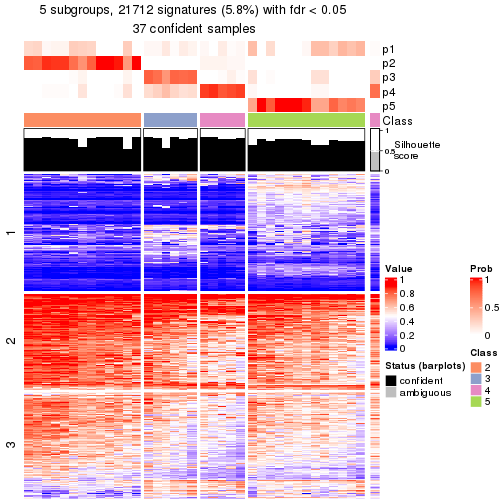 5 subgroups, 21712 signatures (5.8%) with fdr < 0.05
37 confident samples
p1
p2
p3
p4
p5
Class
1
0.5
0
Silhouette
score
1
2
3
Value
1
0.8
0.6
0.4
0.2
0
Status (barplots)
confident
ambiguous
Prob
1
0.5
0
Class
2
3
4
5